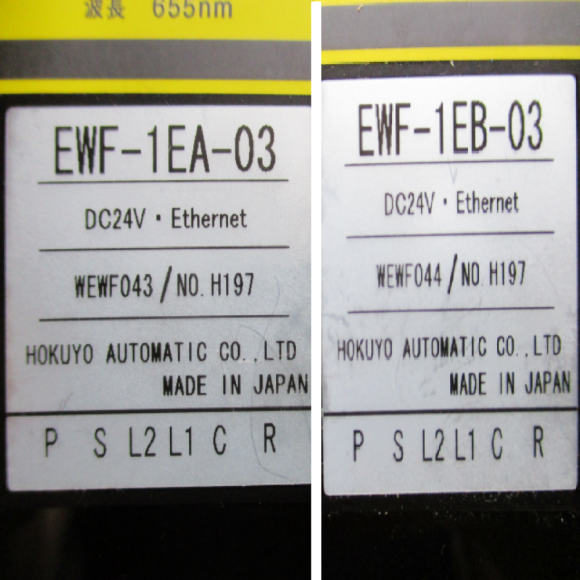 波長 655nm
EWF-1EA-03
DC24V・Ethernet
WEWF043/NO.H197
HOKUYO AUTOMATIC CO.,LTD
MADE IN JAPAN
P S L2 L1 C R
EWF-1EB-03
DC24V・Ethernet
WEWF044/NO.H197
HOKUYO AUTOMATIC CO.,LTD
MADE IN JAPAN
P S L2 L1 C R